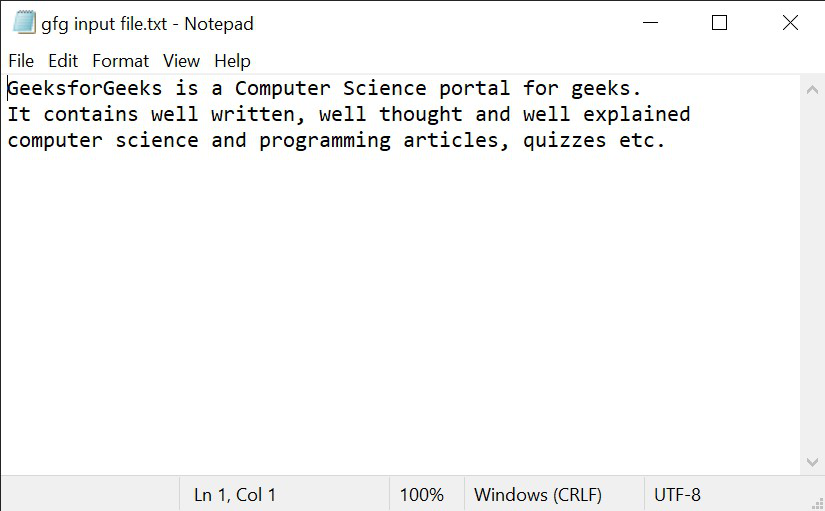 gfg input file.txt - Notepad
File Edit Format View Help
GeeksforGeeks is a Computer Science portal for geeks.
It contains well written, well thought and well explained
computer science and programming articles, quizzes etc.
Ln 1, Col 1 100% Windows (CRLF) UTF-8